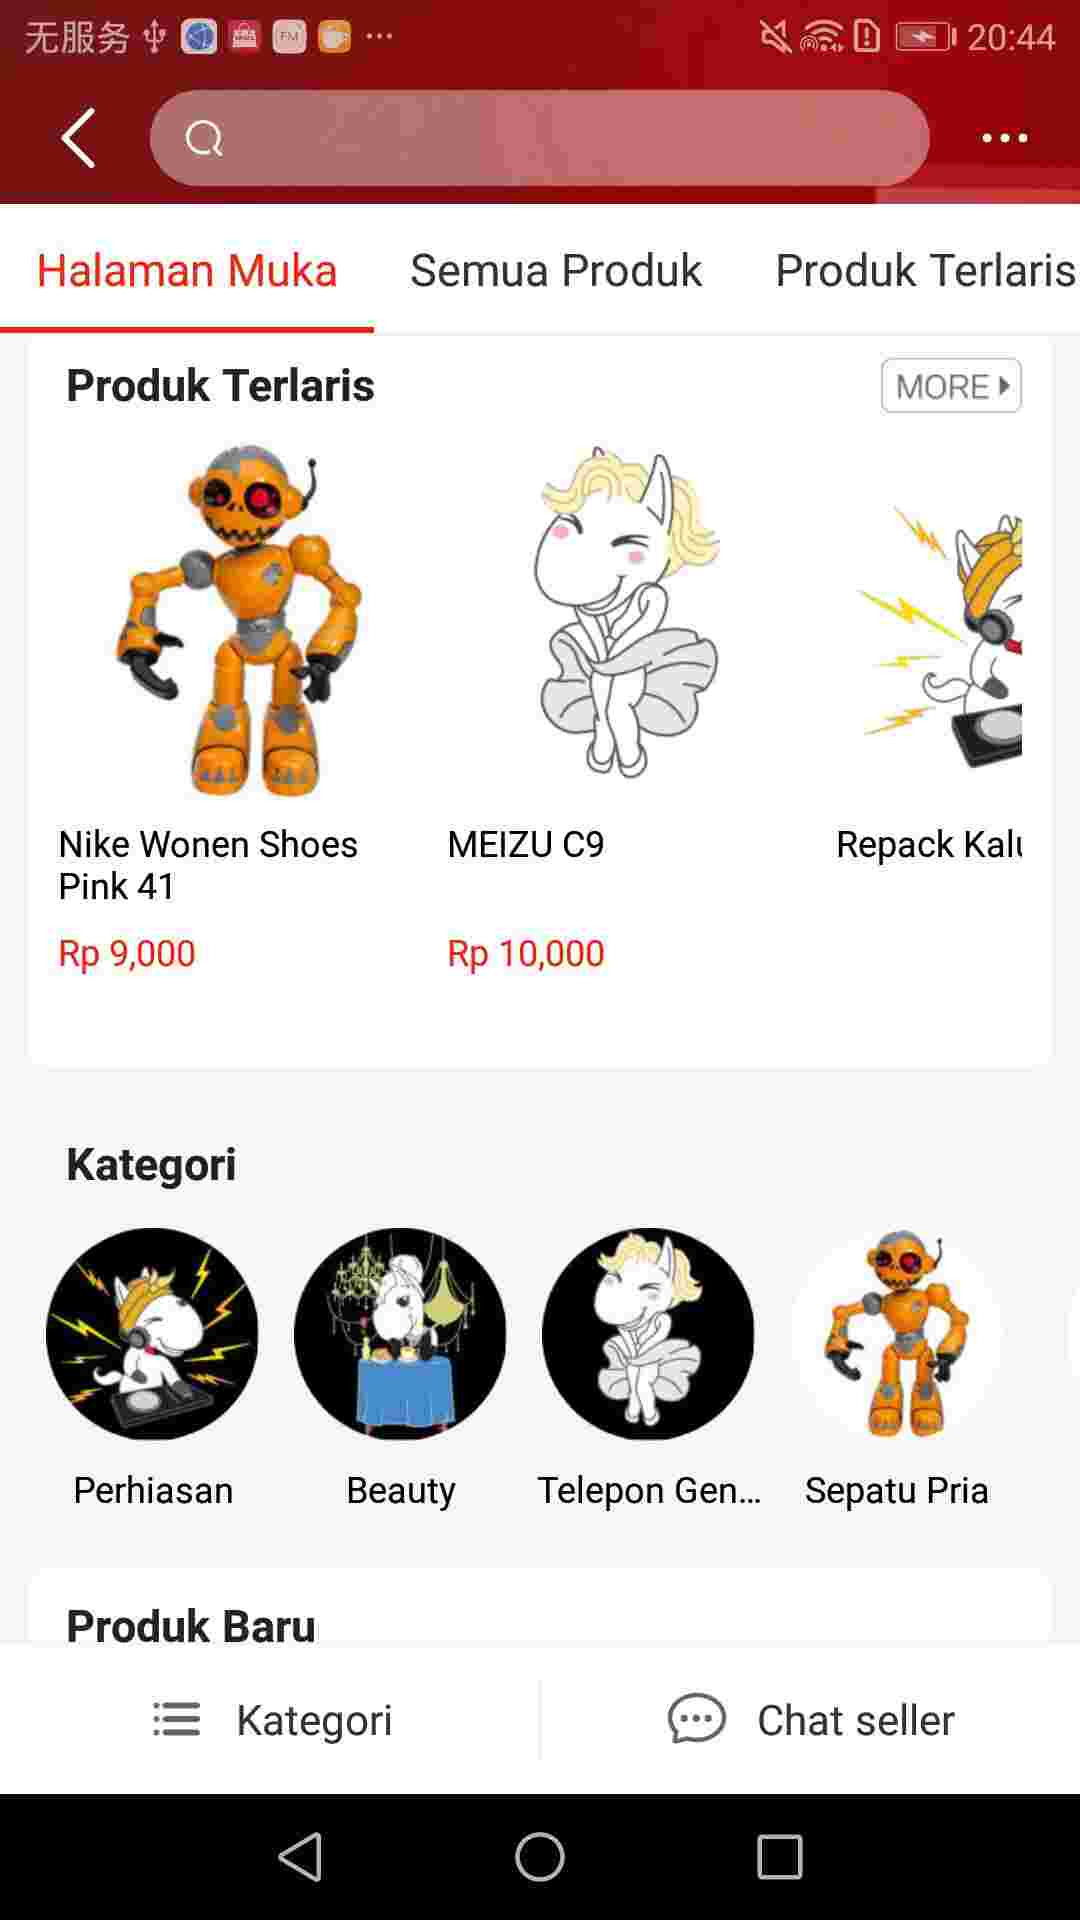 无服务 FM 20:44
Halaman Muka Semua Produk Produk Terlaris
Produk Terlaris MORE
Nike Wonen Shoes
Pink 41
Rp 9,000
MEIZU C9
Rp 10,000
Repack Kalu
Kategori
Perhiasan Beauty Telepon Gen... Sepatu Pria
Produk Baru
Kategori Chat seller